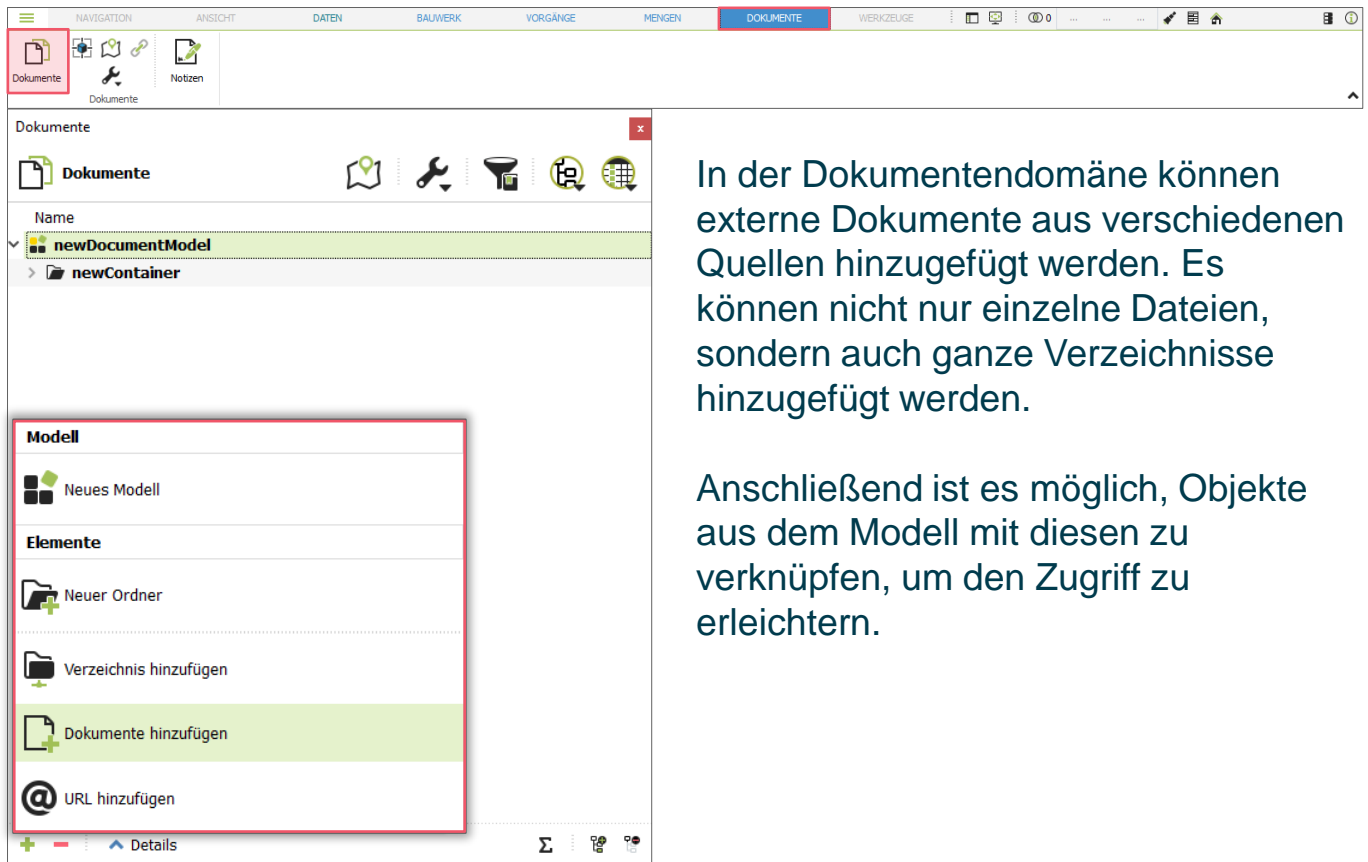 NAVIGATION ANSICHT DATEN BAUWERK VORGÄNGE MENGEN DOKUMENTE WERKZEUGE 0 ... ... ...
Dokumente
Notizen
Dokumente
Dokumente
Dokumente
Name
newDocumentModel
newContainer
Modell
Neues Modell
Elemente
Neuer Ordner
Verzeichnis hinzufügen
Dokumente hinzufügen
URL hinzufügen
Details
In der Dokumentendomäne können
externe Dokumente aus verschiedenen
Quellen hinzugefügt werden. Es
können nicht nur einzelne Dateien,
sondern auch ganze Verzeichnisse
hinzugefügt werden.
Anschließend ist es möglich, Objekte
aus dem Modell mit diesen zu
verknüpfen, um den Zugriff zu
erleichtern.